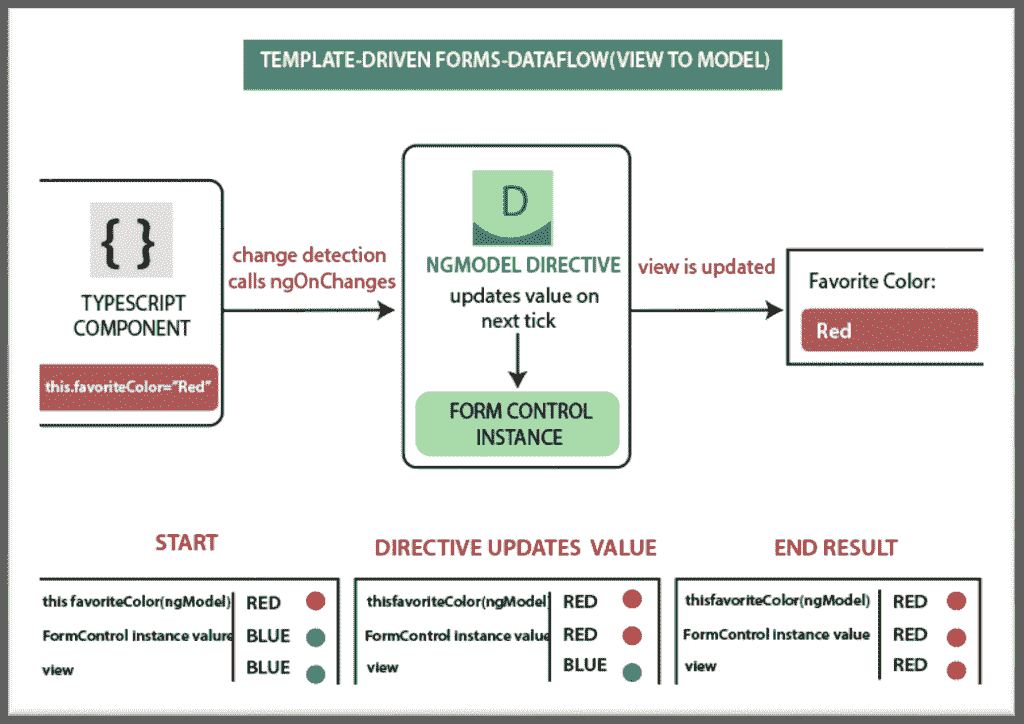 TEMPLATE-DRIVEN FORMS-DATAFLOW(VIEW TO MODEL)
{ }
TYPESCRIPT
COMPONENT
this.favoriteColor="Red"
change detection
calls ngOnChanges
D
NGMODEL DIRECTIVE
updates value on
next tick
FORM CONTROL
INSTANCE
view is updated
Favorite Color:
Red
START
this favoriteColor(ngModel) RED
FormControl instance valure BLUE
view BLUE
DIRECTIVE UPDATES VALUE
thisfavoriteColor(ngModel) RED
FormControl instance value RED
view BLUE
END RESULT
thisfavoriteColor(ngModel) RED
FormControl instance value RED
view RED